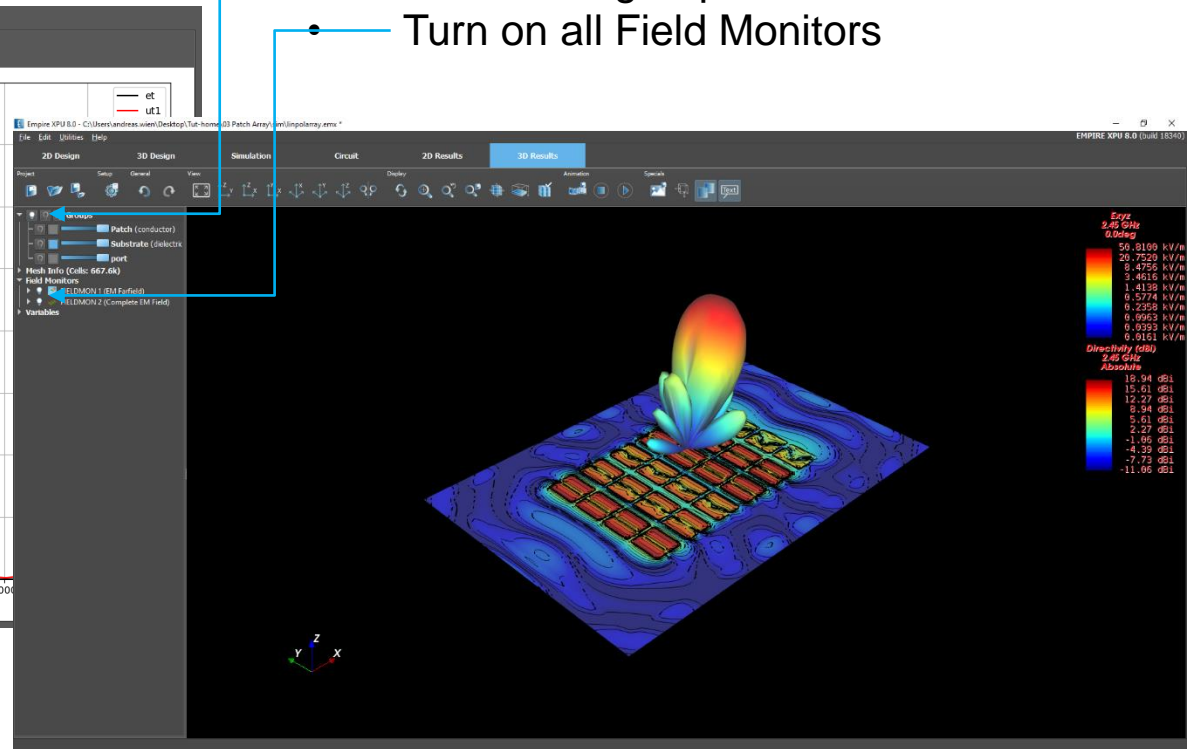 • Turn on all Field Monitors
et
ut1
Empire XPU 8.0 - C:\Users\andreas.wien\Desktop\Tut-home\03 Patch Array\sim\linpolarray.emx *
File Edit Utilities Help
EMPIRE XPU 8.0 (build 18340)
2D Design 3D Design Simulation Circuit 2D Results 3D Results
Project Setup General View Display Animation Specials
Text
Groups
Patch (conductor)
Substrate (dielectric
port
Mesh Info (Cells: 667.6k)
Field Monitors
FIELDMON 1 (EM Farfield)
FIELDMON 2 (Complete EM Field)
Variables
Exyz
2.45 GHz
0.0deg
50.8100 kV/m
20.7520 kV/m
8.4756 kV/m
3.4616 kV/m
1.4138 kV/m
0.5774 kV/m
0.2358 kV/m
0.0963 kV/m
0.0393 kV/m
0.0161 kV/m
Directivity (dBi)
2.45 GHz
Absolute
18.94 dBi
15.61 dBi
12.27 dBi
8.94 dBi
5.61 dBi
2.27 dBi
-1.06 dBi
-4.39 dBi
-7.73 dBi
-11.06 dBi
Z
Y X